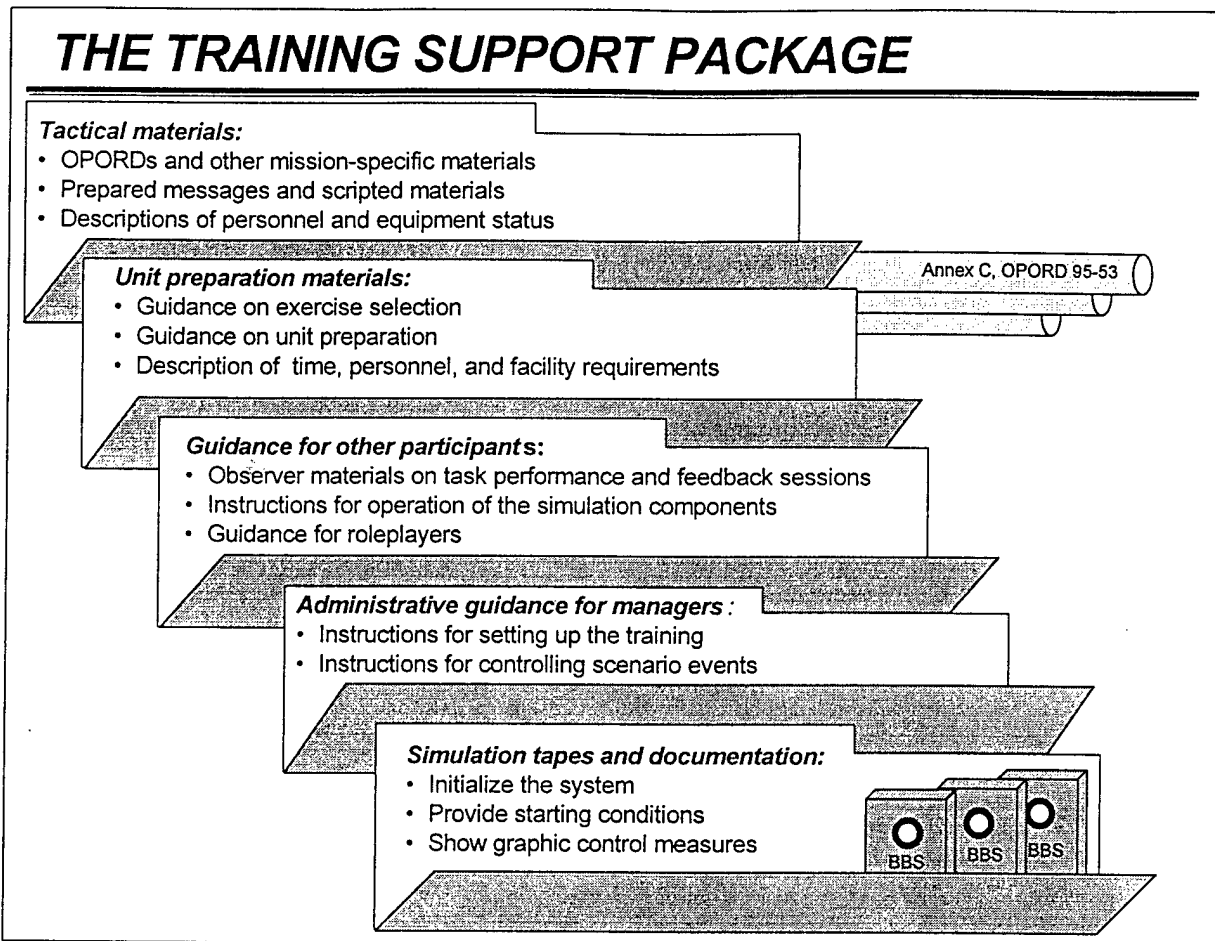 THE TRAINING SUPPORT PACKAGE
Tactical materials:
• OPORDs and other mission-specific materials
• Prepared messages and scripted materials
• Descriptions of personnel and equipment status
Annex C, OPORD 95-53
Unit preparation materials:
• Guidance on exercise selection
• Guidance on unit preparation
• Description of time, personnel, and facility requirements
Guidance for other participants:
• Observer materials on task performance and feedback sessions
• Instructions for operation of the simulation components
• Guidance for roleplayers
Administrative guidance for managers :
• Instructions for setting up the training
• Instructions for controlling scenario events
Simulation tapes and documentation:
• Initialize the system
• Provide starting conditions
• Show graphic control measures
BBS BBS BBS